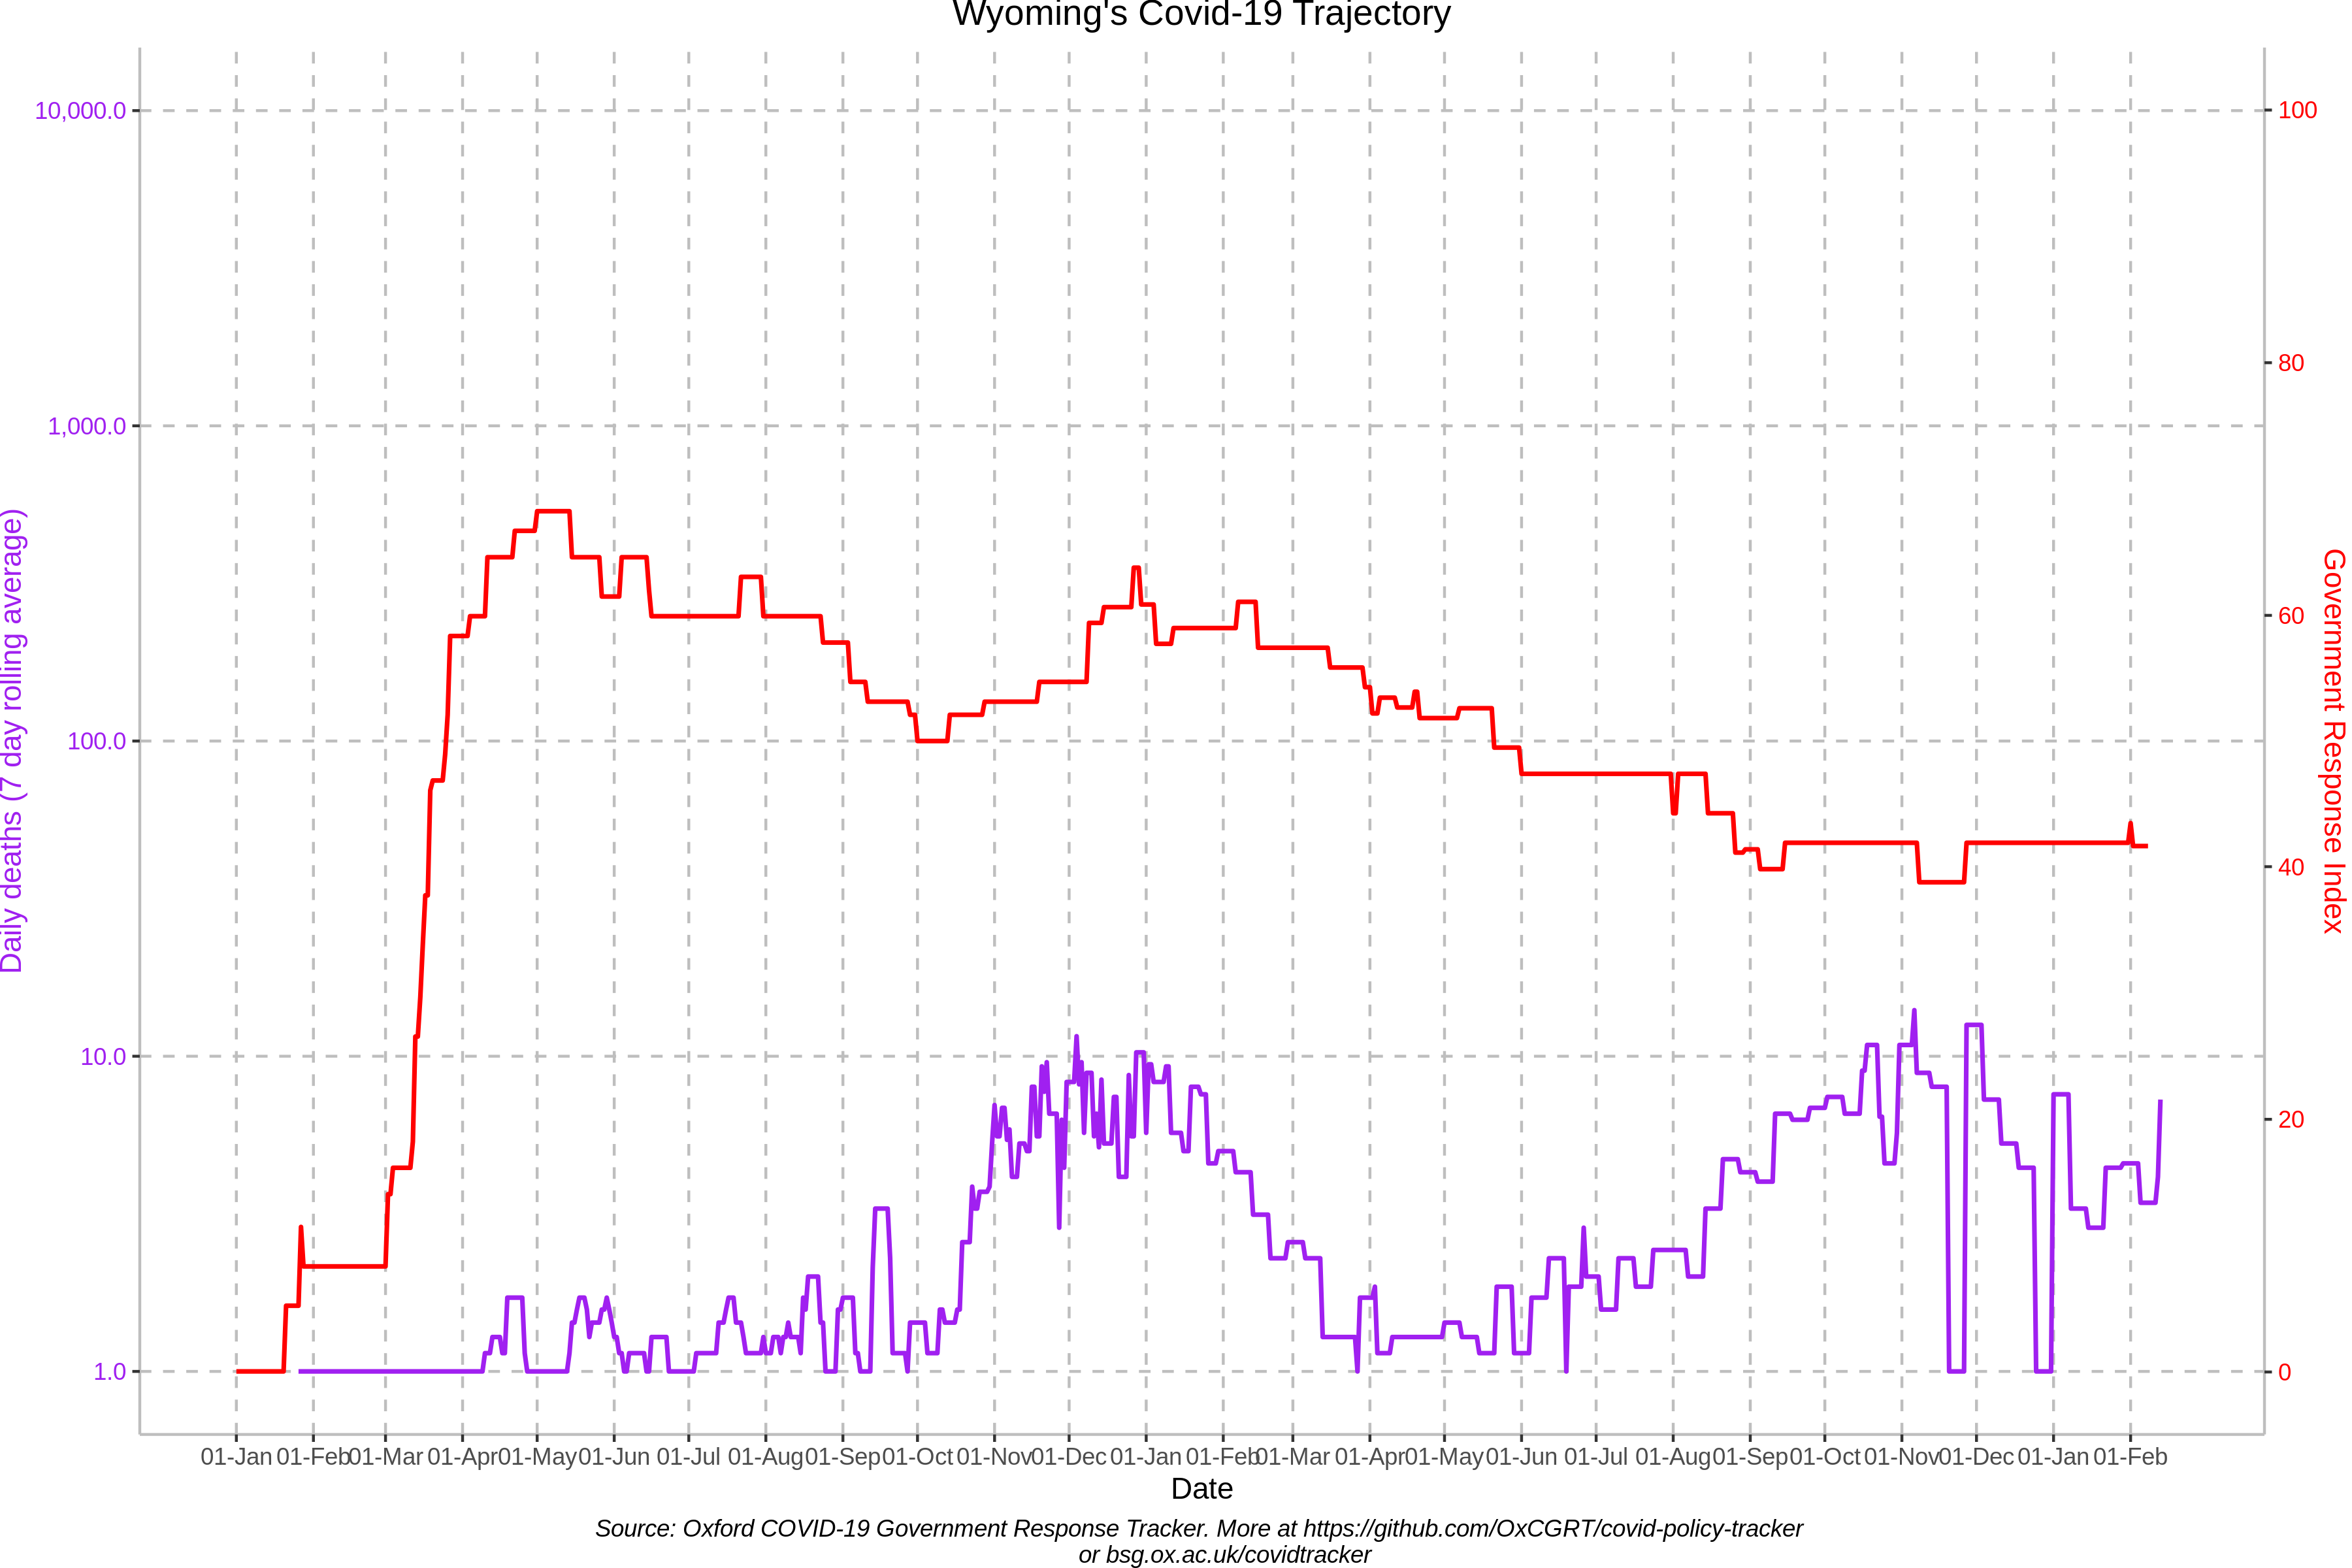 Wyoming's Covid-19 Trajectory
10,000.0
1,000.0
100.0
10.0
1.0
Daily deaths (7 day rolling average)
100
80
60
40
20
0
Government Response Index
01-Jan 01-Feb 01-Mar 01-Apr 01-May 01-Jun 01-Jul 01-Aug 01-Sep 01-Oct 01-Nov 01-Dec 01-Jan 01-Feb 01-Mar 01-Apr 01-May 01-Jun 01-Jul 01-Aug 01-Sep 01-Oct 01-Nov 01-Dec 01-Jan 01-Feb
Date
Source: Oxford COVID-19 Government Response Tracker. More at https://github.com/OxCGRT/covid-policy-tracker
or bsg.ox.ac.uk/covidtracker